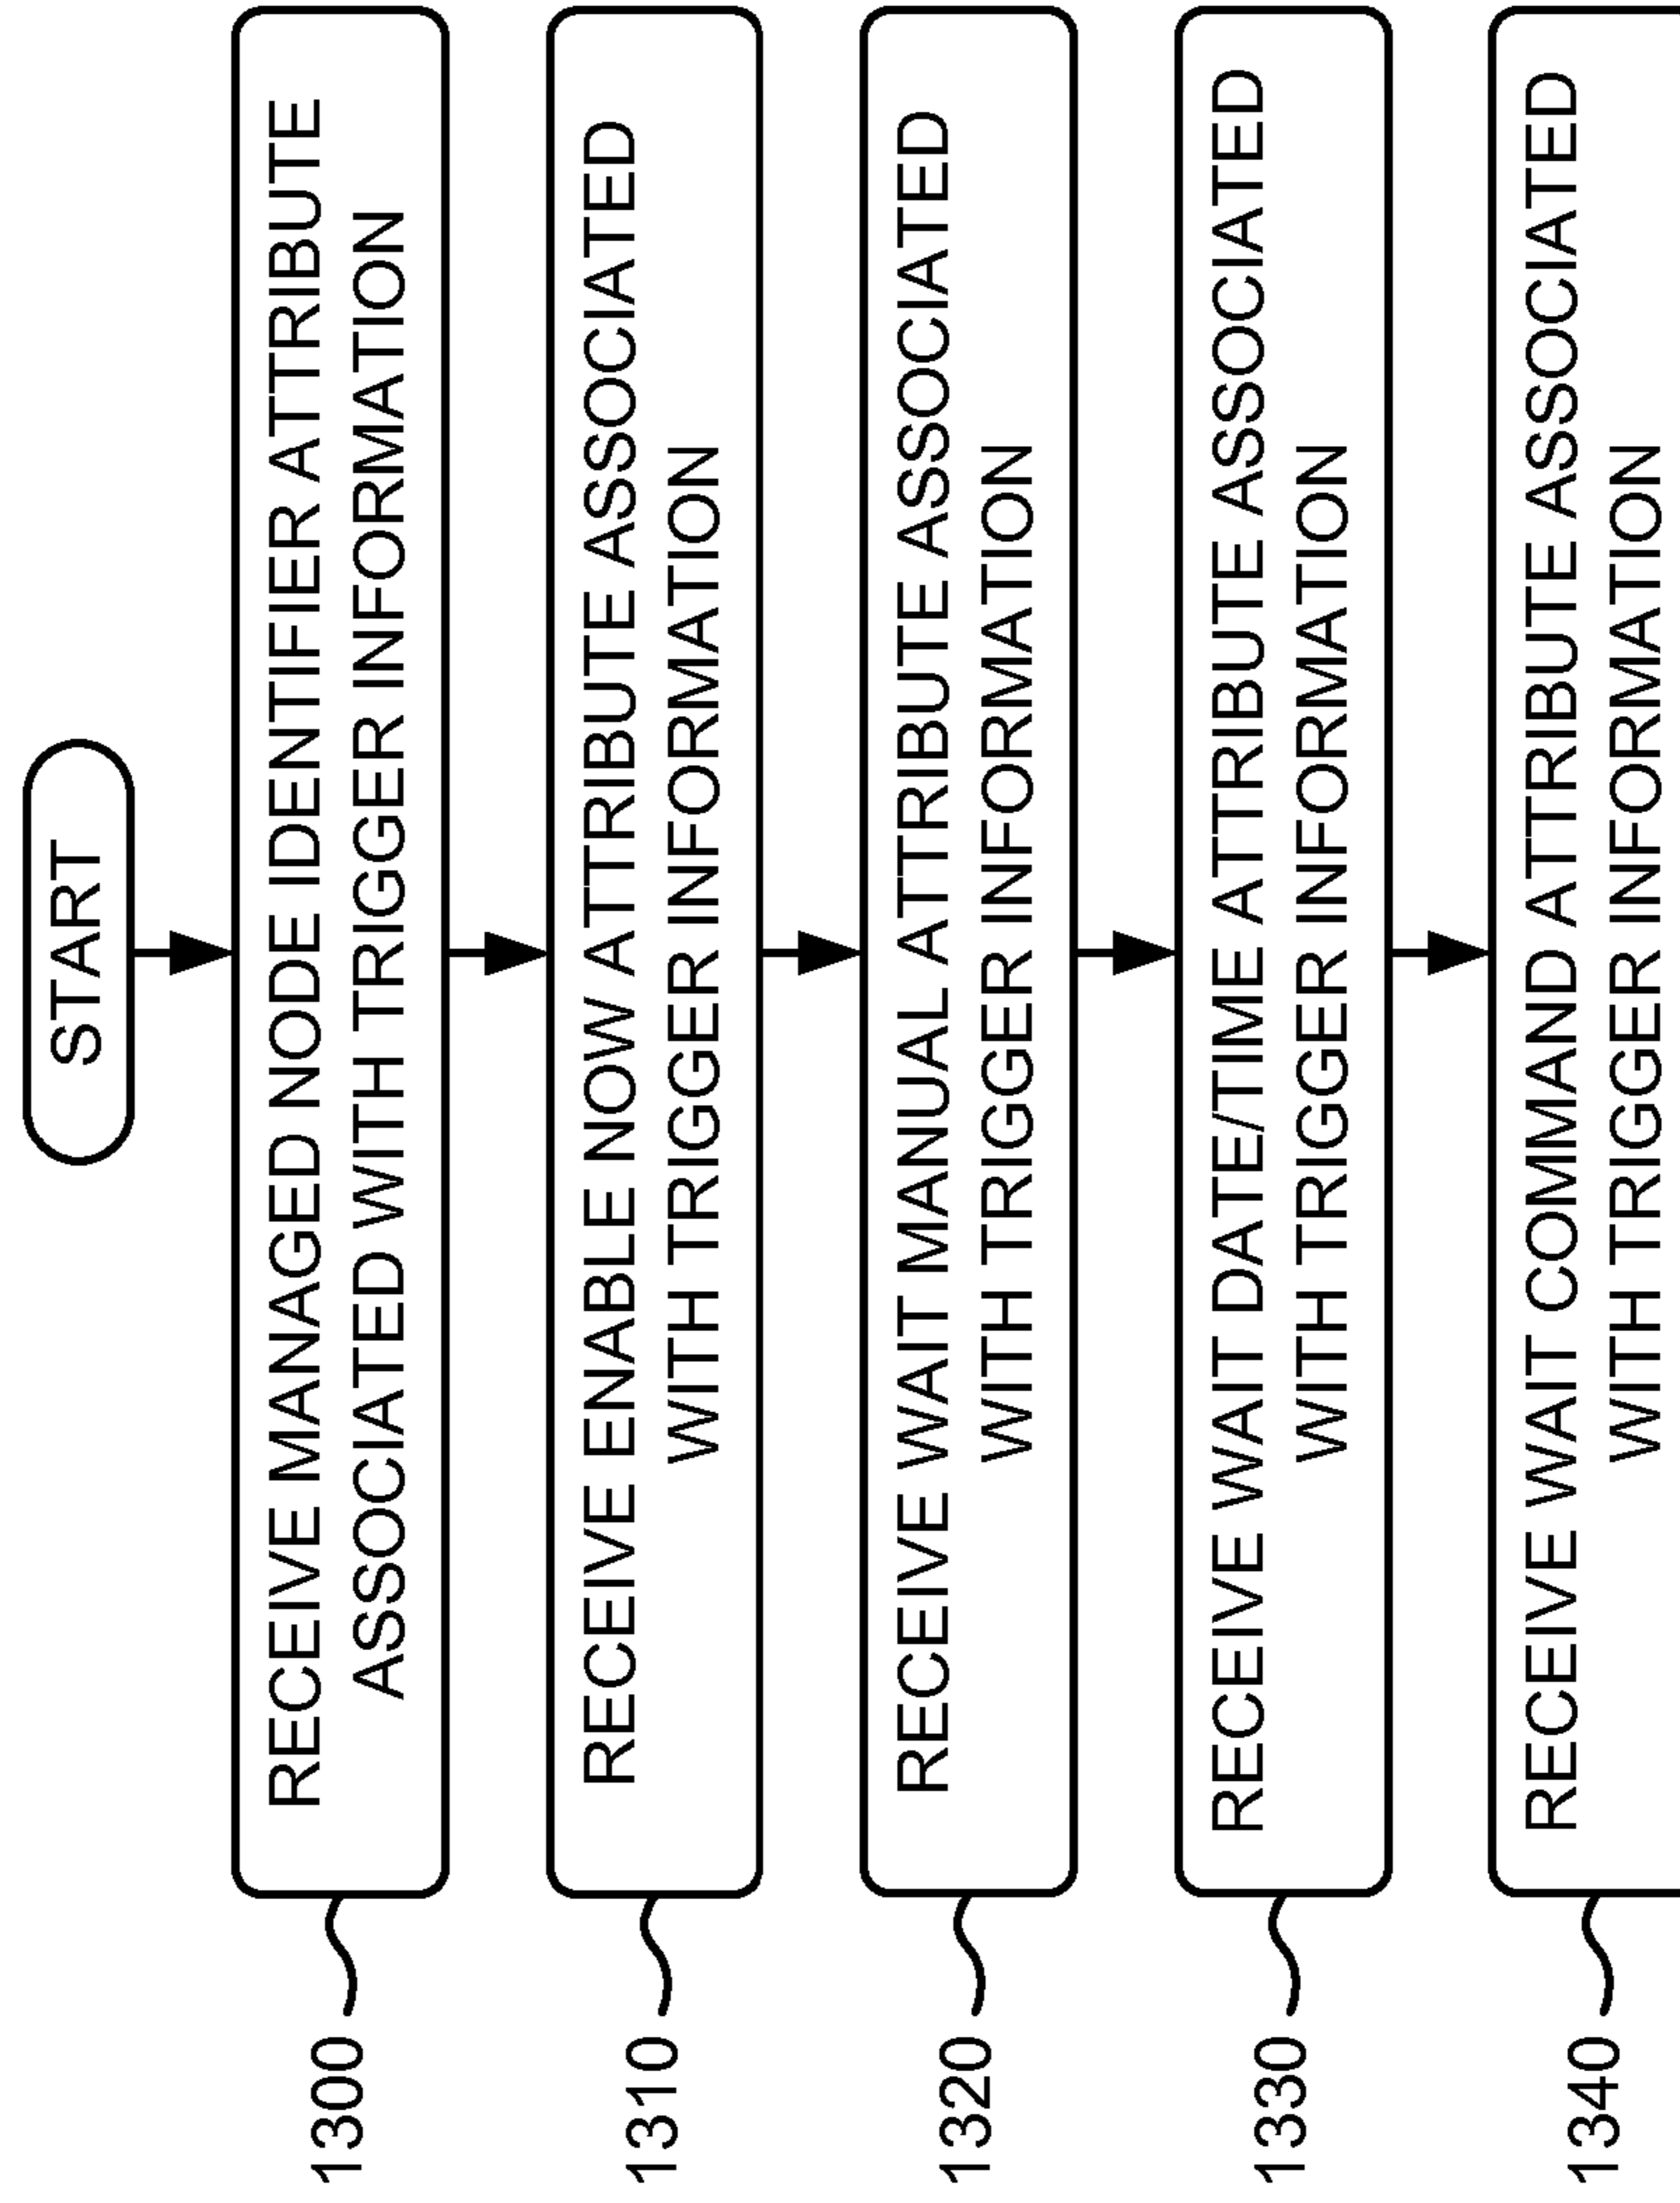 START
RECEIVE MANAGED NODE IDENTIFIER ATTRIBUTE
ASSOCIATED WITH TRIGGER INFORMATION
1300
RECEIVE ENABLE NOW ATTRIBUTE ASSOCIATED
WITH TRIGGER INFORMATION
1310
RECEIVE WAIT MANUAL ATTRIBUTE ASSOCIATED
WITH TRIGGER INFORMATION
1320
RECEIVE WAIT DATE/TIME ATTRIBUTE ASSOCIATED
WITH TRIGGER INFORMATION
1330
RECEIVE WAIT COMMAND ATTRIBUTE ASSOCIATED
WITH TRIGGER INFORMATION
1340